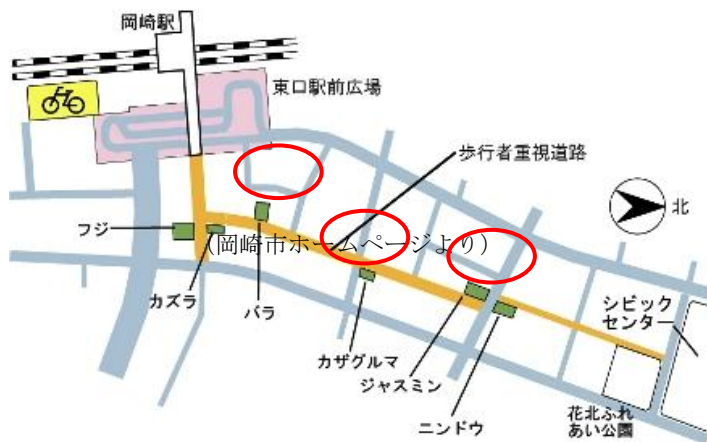 岡崎駅
東口駅前広場
歩行者重視道路
北
フジ
(岡崎市ホームページより)
カズラ
バラ
シビック
センター
カザグルマ
ジャスミン
ニンドウ
花北ふれ
あい公園